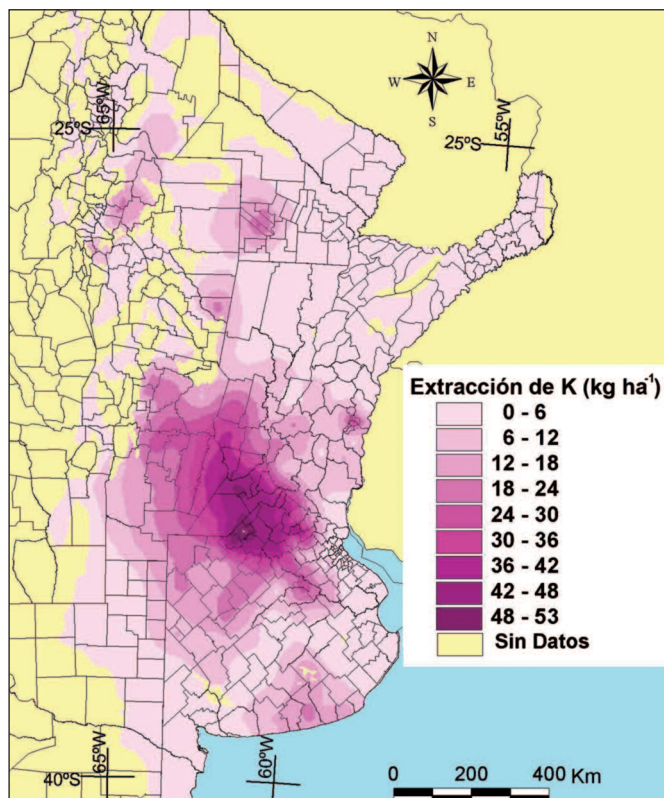 N
W E
S
65ºW
25ºS
55ºW
25ºS
Extracción de K (kg ha⁻¹)
0 - 6
6 - 12
12 - 18
18 - 24
24 - 30
30 - 36
36 - 42
42 - 48
48 - 53
Sin Datos
40ºS
65ºW
60ºW
0 200 400 Km